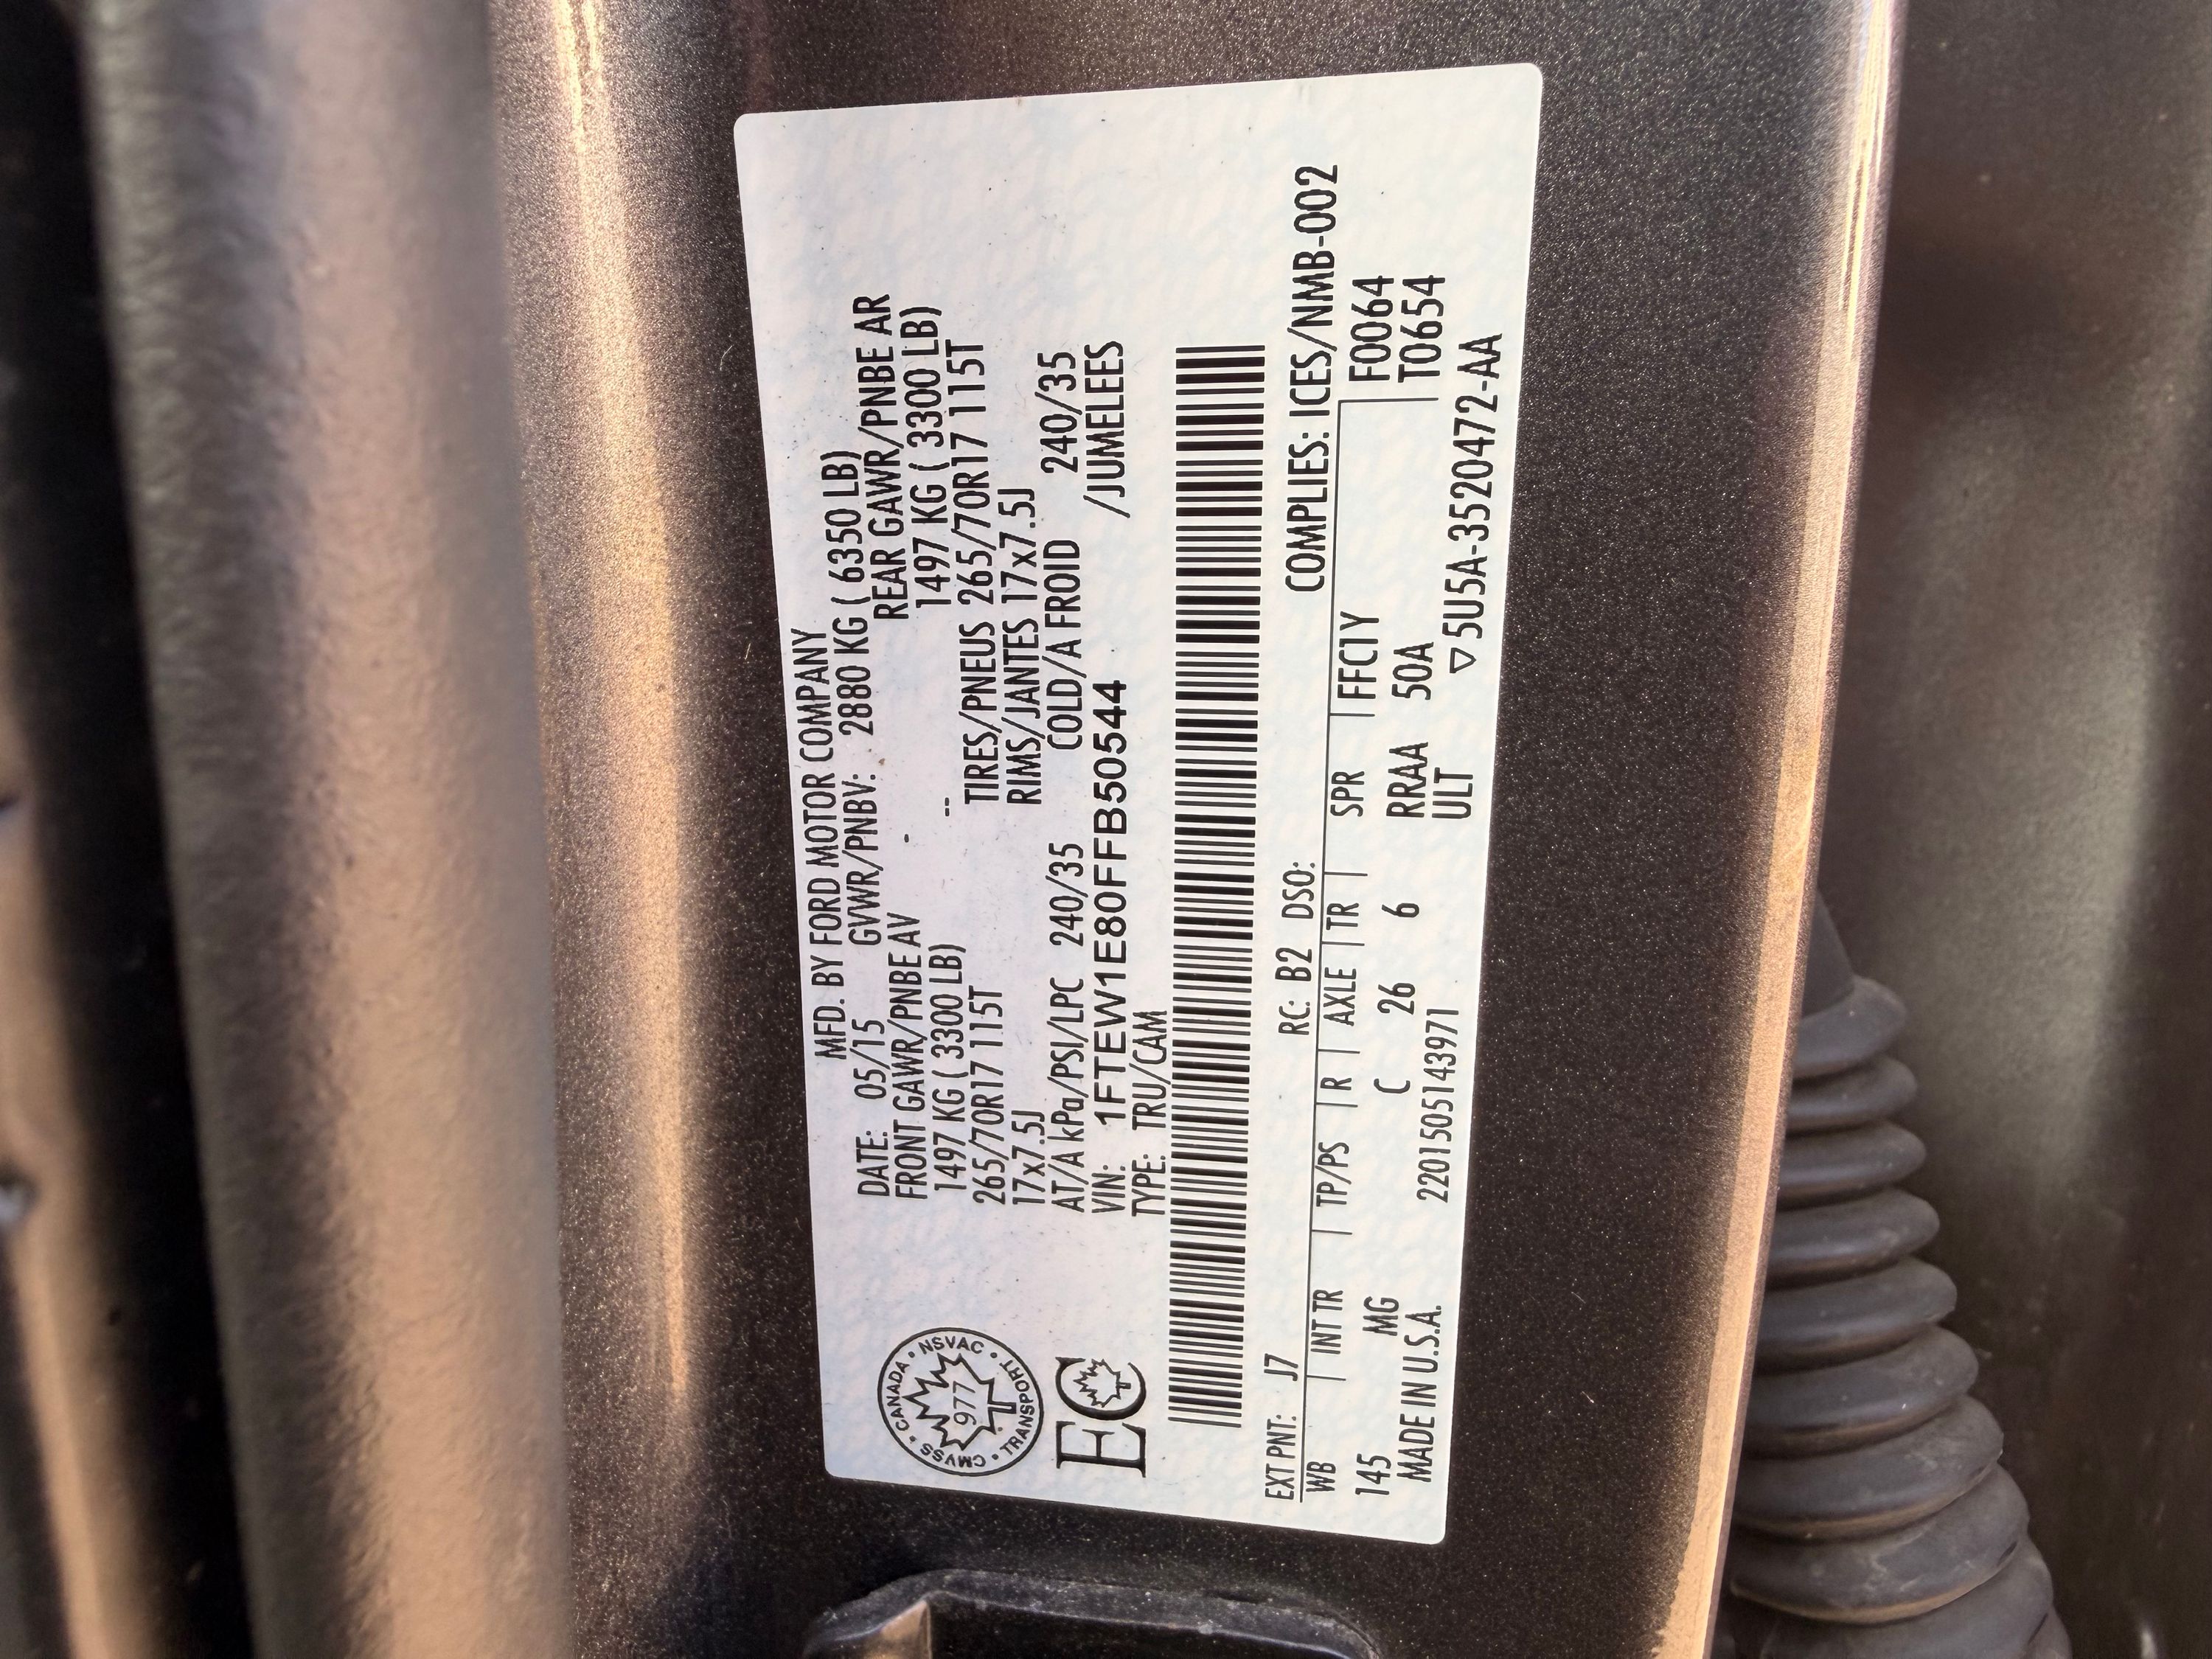 MFD. BY FORD MOTOR COMPANY
DATE: 05/15 GVWR/PNBV: 2880 KG ( 6350 LB)
FRONT GAWR/PNBE AV - REAR GAWR/PNBE AR
1497 KG ( 3300 LB) -- 1497 KG ( 3300 LB)
265/70R17 115T TIRES/PNEUS 265/70R17 115T
17x7.5J RIMS/JANTES 17x7.5J
AT/A kPa/PSI/LPC 240/35 COLD/A FROID 240/35
VIN: 1FTEW1E80FFB50544 /JUMELEES
TYPE: TRU/CAM
CMVSS • CANADA • NSVAC • TRANSPORT •
977
EC
EXT PNT: J7 RC: B2 DSO: COMPLIES: ICES/NMB-002
WB | INT TR | TP/PS | R | AXLE | TR | SPR | FFC1Y F0064
145 MG C 26 6 RRAA 50A T0654
MADE IN U.S.A. 2201505143971 ULT ▽5U5A-3520472-AA